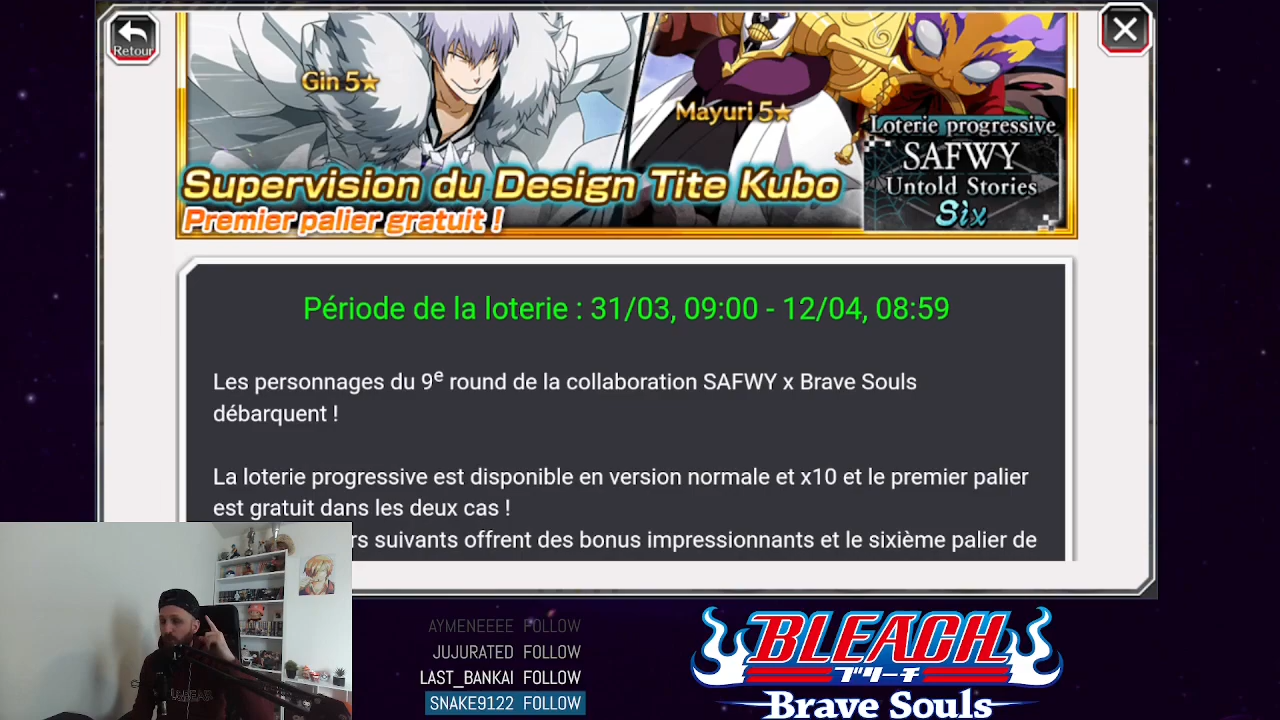 Retour
Gin 5★
Mayuri 5★
Loterie progressive
SAFWY
Untold Stories
Six
Supervision du Design Tite Kubo
Premier palier gratuit !
Période de la loterie : 31/03, 09:00 - 12/04, 08:59
Les personnages du 9e round de la collaboration SAFWY x Brave Souls
débarquent !
La loterie progressive est disponible en version normale et x10 et le premier palier
est gratuit dans les deux cas !
suivants offrent des bonus impressionnants et le sixième palier de
AYMENEEEE FOLLOW
JUJURATED FOLLOW
LAST_BANKAI FOLLOW
SNAKE9122 FOLLOW
BLEACH
ブリーチ
Brave Souls